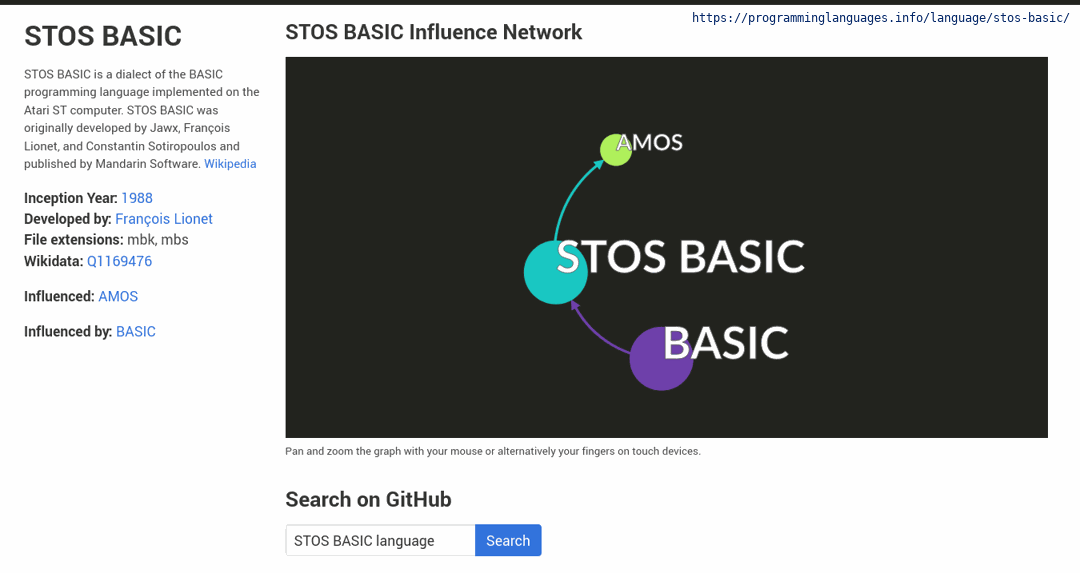 https://programminglanguages.info/language/stos-basic/
STOS BASIC
STOS BASIC is a dialect of the BASIC
programming language implemented on the
Atari ST computer. STOS BASIC was
originally developed by Jawx, François
Lionet, and Constantin Sotiropoulos and
published by Mandarin Software. Wikipedia
Inception Year: 1988
Developed by: François Lionet
File extensions: mbk, mbs
Wikidata: Q1169476
Influenced: AMOS
Influenced by: BASIC
STOS BASIC Influence Network
AMOS
STOS BASIC
BASIC
Pan and zoom the graph with your mouse or alternatively your fingers on touch devices.
Search on GitHub
STOS BASIC language
Search